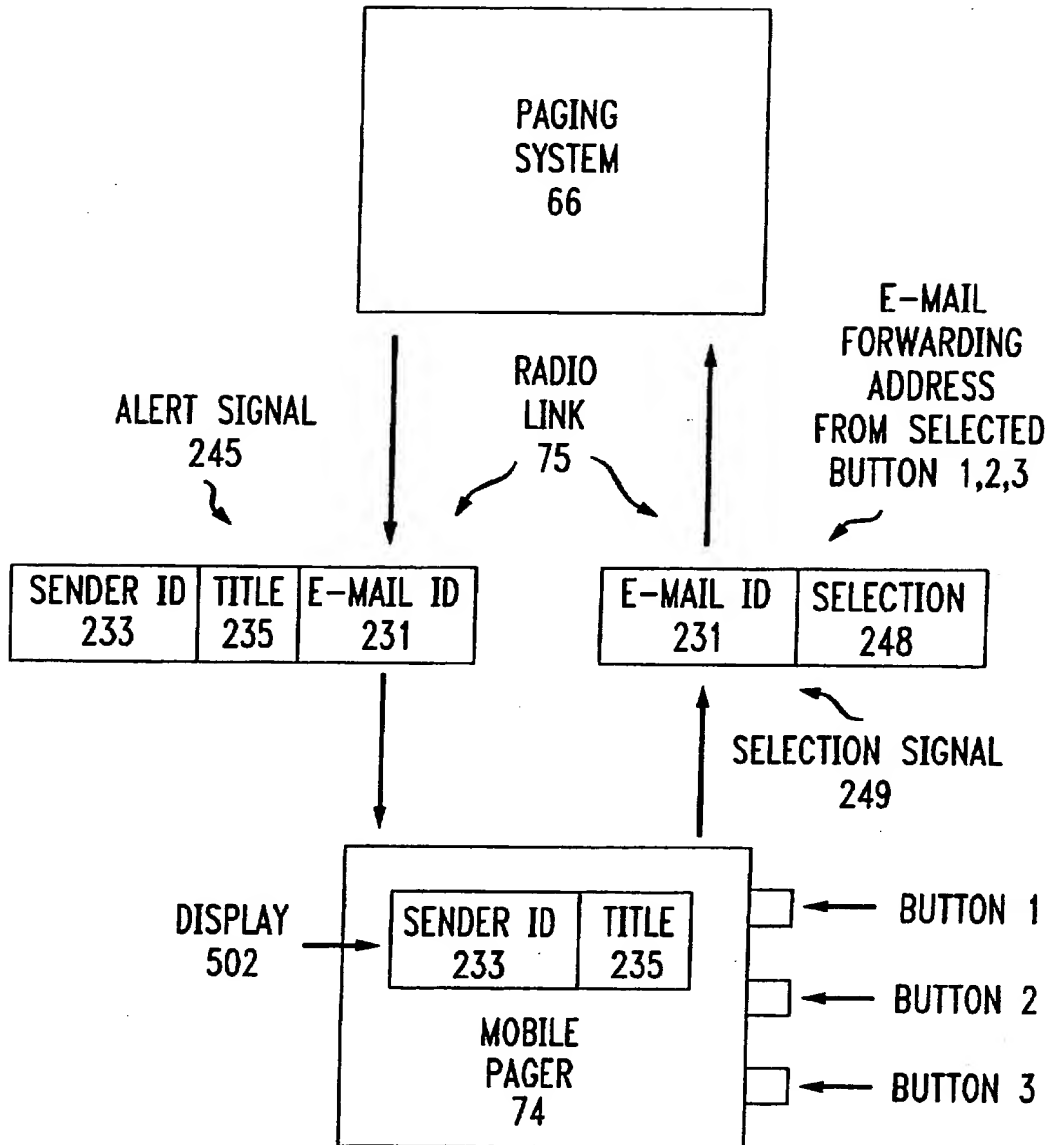 PAGING
SYSTEM
66
E-MAIL
FORWARDING
ADDRESS
FROM SELECTED
BUTTON 1,2,3
RADIO
LINK
75
ALERT SIGNAL
245
SENDER ID
233
TITLE
235
E-MAIL ID
231
E-MAIL ID
231
SELECTION
248
SELECTION SIGNAL
249
DISPLAY
502
SENDER ID
233
TITLE
235
MOBILE
PAGER
74
BUTTON 1
BUTTON 2
BUTTON 3